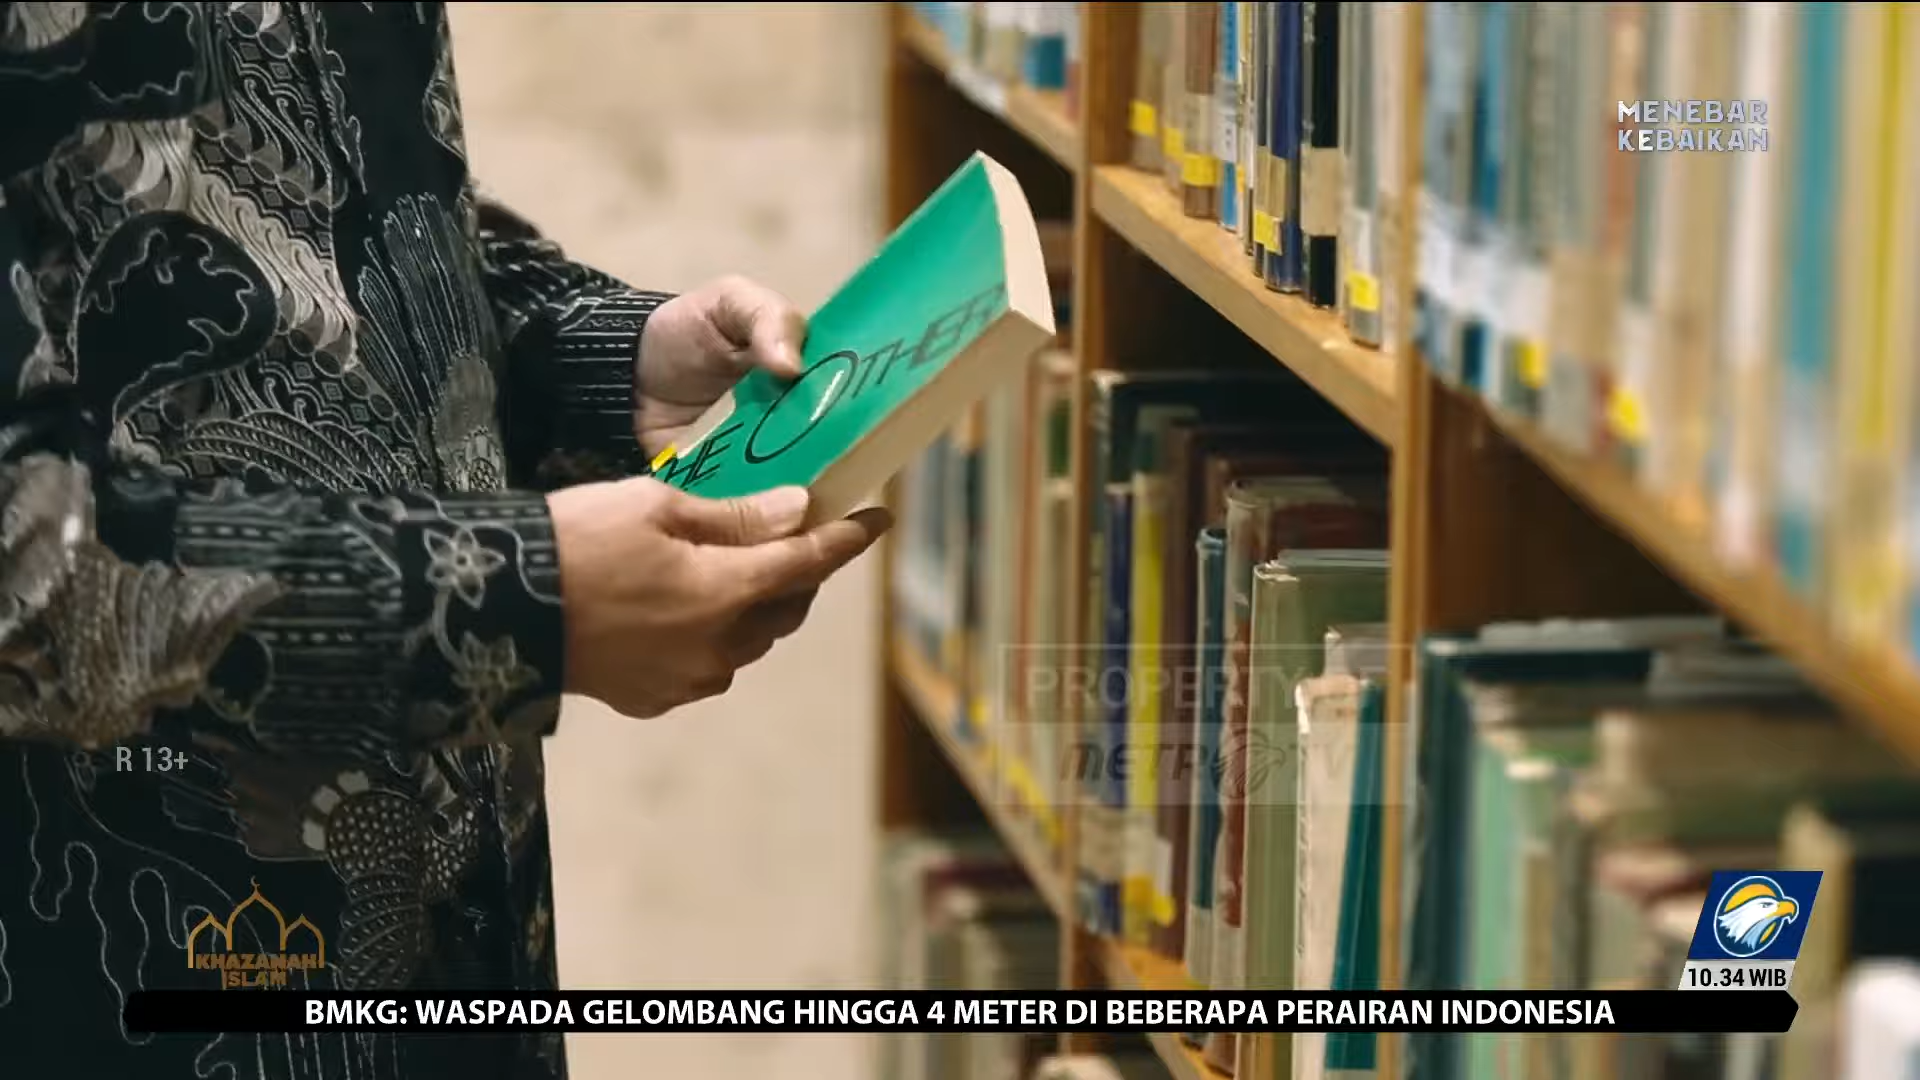 MENEBAR
KEBAIKAN
THE OTHER
PROPERTY
METRO TV
R 13+
KHAZANAH
ISLAM
10.34 WIB
BMKG: WASPADA GELOMBANG HINGGA 4 METER DI BEBERAPA PERAIRAN INDONESIA